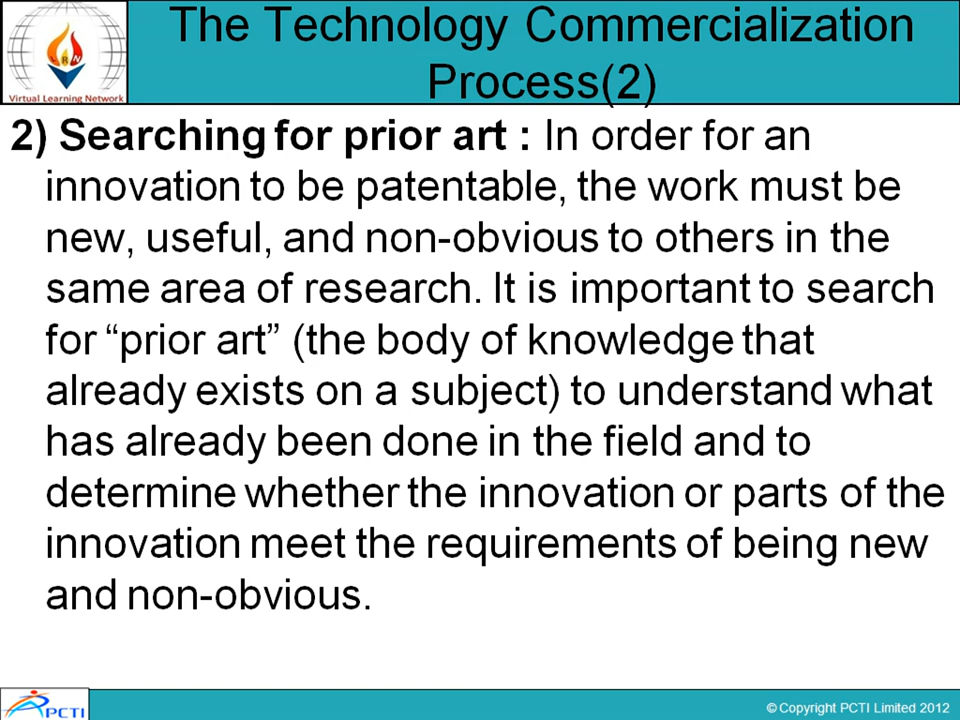 The Technology Commercialization
Process(2)
RN
Virtual Learning Network
2) Searching for prior art : In order for an
innovation to be patentable, the work must be
new, useful, and non-obvious to others in the
same area of research. It is important to search
for “prior art” (the body of knowledge that
already exists on a subject) to understand what
has already been done in the field and to
determine whether the innovation or parts of the
innovation meet the requirements of being new
and non-obvious.
PCTI
© Copyright PCTI Limited 2012